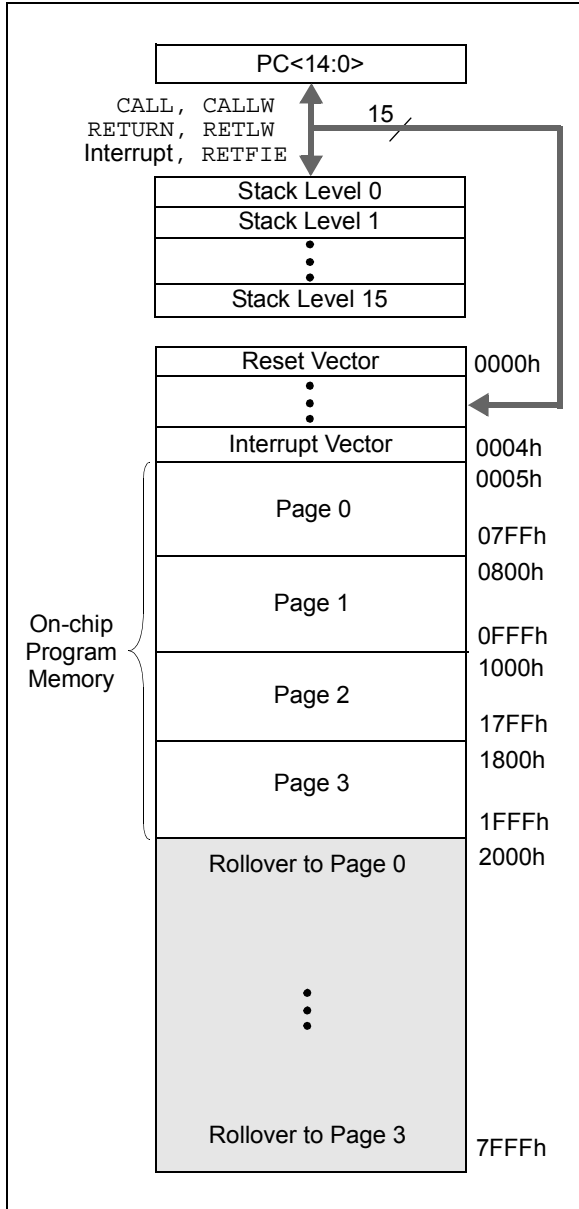 PC<14:0>
CALL, CALLW
15
RETURN, RETLW
Interrupt, RETFIE
Stack Level 0
Stack Level 1
Stack Level 15
Reset Vector
0000h
Interrupt Vector
0004h
0005h
Page 0
07FFh
0800h
Page 1
0FFFh
On-chip
Program
Memory
1000h
Page 2
17FFh
1800h
Page 3
1FFFh
Rollover to Page 0
2000h
Rollover to Page 3
7FFFh